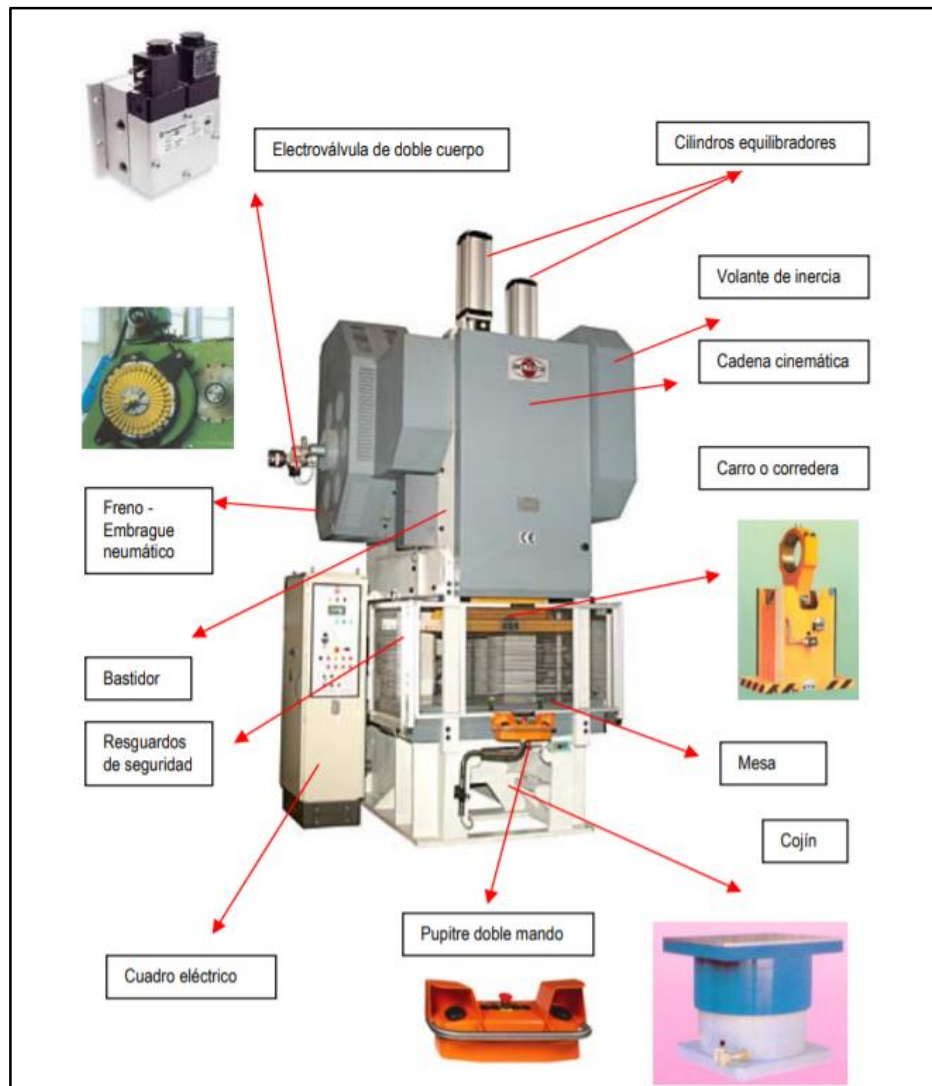 Electroválvula de doble cuerpo
Cilindros equilibradores
Volante de inercia
Cadena cinemática
Carro o corredera
Freno -
Embrague
neumático
Bastidor
Resguardos
de seguridad
Mesa
Cojín
Pupitre doble mando
Cuadro eléctrico
CE